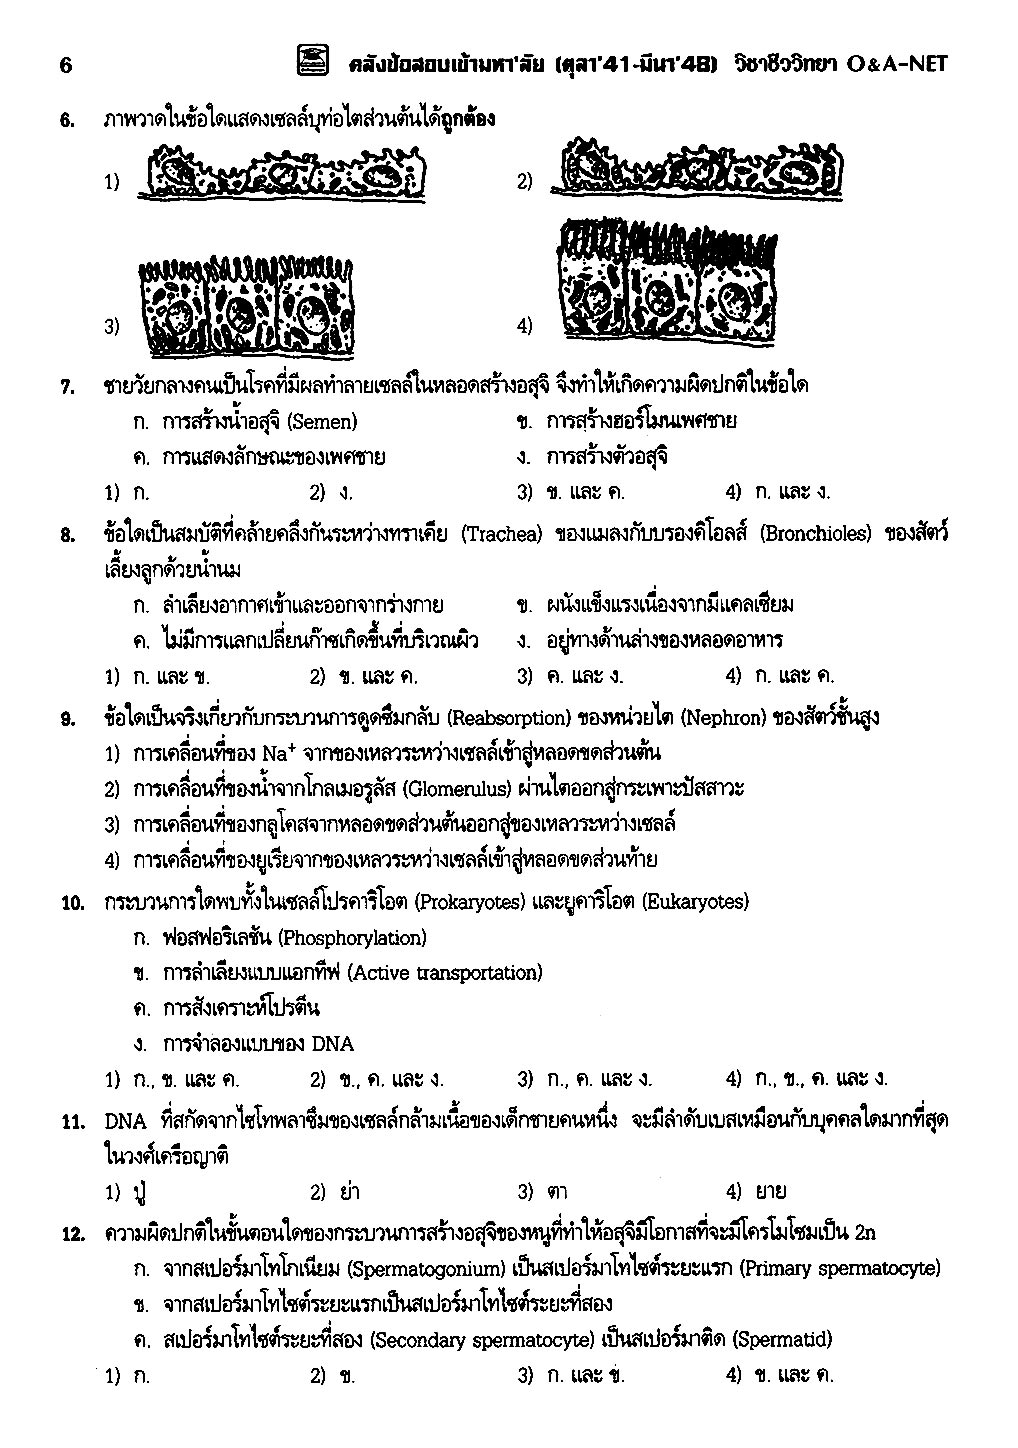 6 คลังข้อสอบเข้ามหา'ลัย (ตุลา'41-มีนา'48) วิชาชีววิทยา O&A-NET
6. ภาพวาดในข้อใดแสดงเซลล์บุท่อไตส่วนต้นได้ถูกต้อง
1) 2)
3) 4)
7. ชายวัยกลางคนเป็นโรคที่มีผลทำลายเซลล์ในหลอดสร้างอสุจิ จึงทำให้เกิดความผิดปกติในข้อใด
ก. การสร้างน้ำอสุจิ (Semen) ข. การสร้างฮอร์โมนเพศชาย
ค. การแสดงลักษณะของเพศชาย ง. การสร้างตัวอสุจิ
1) ก. 2) ง. 3) ข. และ ค. 4) ก. และ ง.
8. ข้อใดเป็นสมบัติที่คล้ายคลึงกันระหว่างทราเคีย (Trachea) ของแมลงกับบรองคิโอลส์ (Bronchioles) ของสัตว์
เลี้ยงลูกด้วยน้ำนม
ก. ลำเลียงอากาศเข้าและออกจากร่างกาย ข. ผนังแข็งแรงเนื่องจากมีแคลเซียม
ค. ไม่มีการแลกเปลี่ยนก๊าซเกิดขึ้นที่บริเวณผิว ง. อยู่ทางด้านล่างของหลอดอาหาร
1) ก. และ ข. 2) ข. และ ค. 3) ค. และ ง. 4) ก. และ ค.
9. ข้อใดเป็นจริงเกี่ยวกับกระบวนการดูดซึมกลับ (Reabsorption) ของหน่วยไต (Nephron) ของสัตว์ชั้นสูง
1) การเคลื่อนที่ของ Na⁺ จากของเหลวระหว่างเซลล์เข้าสู่หลอดขดส่วนต้น
2) การเคลื่อนที่ของน้ำจากโกลเมอรูลัส (Glomerulus) ผ่านไตออกสู่กระเพาะปัสสาวะ
3) การเคลื่อนที่ของกลูโคสจากหลอดขดส่วนต้นออกสู่ของเหลวระหว่างเซลล์
4) การเคลื่อนที่ของยูเรียจากของเหลวระหว่างเซลล์เข้าสู่หลอดขดส่วนท้าย
10. กระบวนการใดพบทั้งในเซลล์โปรคาริโอต (Prokaryotes) และยูคาริโอต (Eukaryotes)
ก. ฟอสฟอริเลชัน (Phosphorylation)
ข. การลำเลียงแบบแอกทีฟ (Active transportation)
ค. การสังเคราะห์โปรตีน
ง. การจำลองแบบของ DNA
1) ก., ข. และ ค. 2) ข., ค. และ ง. 3) ก., ค. และ ง. 4) ก., ข., ค. และ ง.
11. DNA ที่สกัดจากไซโทพลาซึมของเซลล์กล้ามเนื้อของเด็กชายคนหนึ่ง จะมีลำดับเบสเหมือนกับบุคคลใดมากที่สุด
ในวงศ์เครือญาติ
1) ปู่ 2) ย่า 3) ตา 4) ยาย
12. ความผิดปกติในขั้นตอนใดของกระบวนการสร้างอสุจิของหนูที่ทำให้อสุจิมีโอกาสที่จะมีโครโมโซมเป็น 2n
ก. จากสเปอร์มาโทโกเนียม (Spermatogonium) เป็นสเปอร์มาโทไซต์ระยะแรก (Primary spermatocyte)
ข. จากสเปอร์มาโทไซต์ระยะแรกเป็นสเปอร์มาโทไซต์ระยะที่สอง
ค. สเปอร์มาโทไซต์ระยะที่สอง (Secondary spermatocyte) เป็นสเปอร์มาติด (Spermatid)
1) ก. 2) ข. 3) ก. และ ข. 4) ข. และ ค.